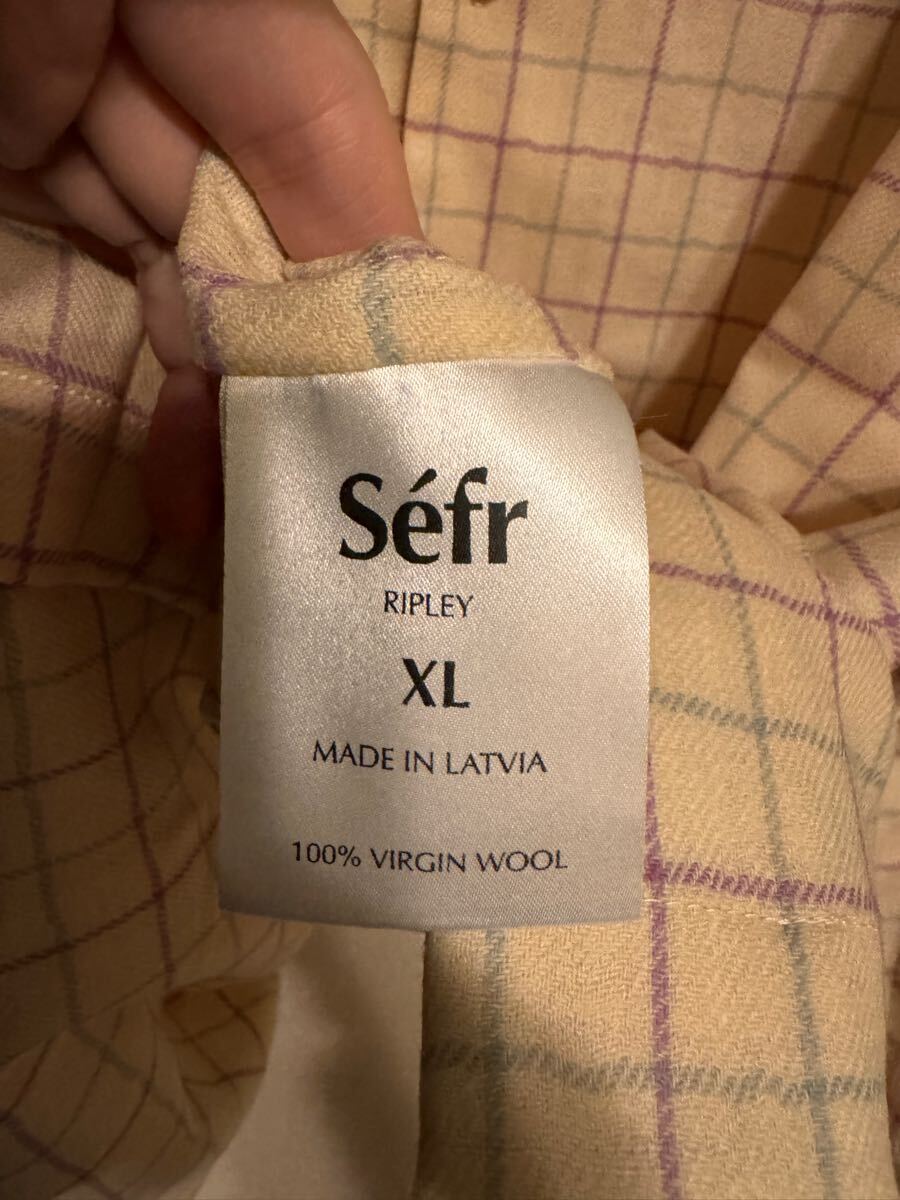 Séfr
RIPLEY
XL
MADE IN LATVIA
100% VIRGIN WOOL